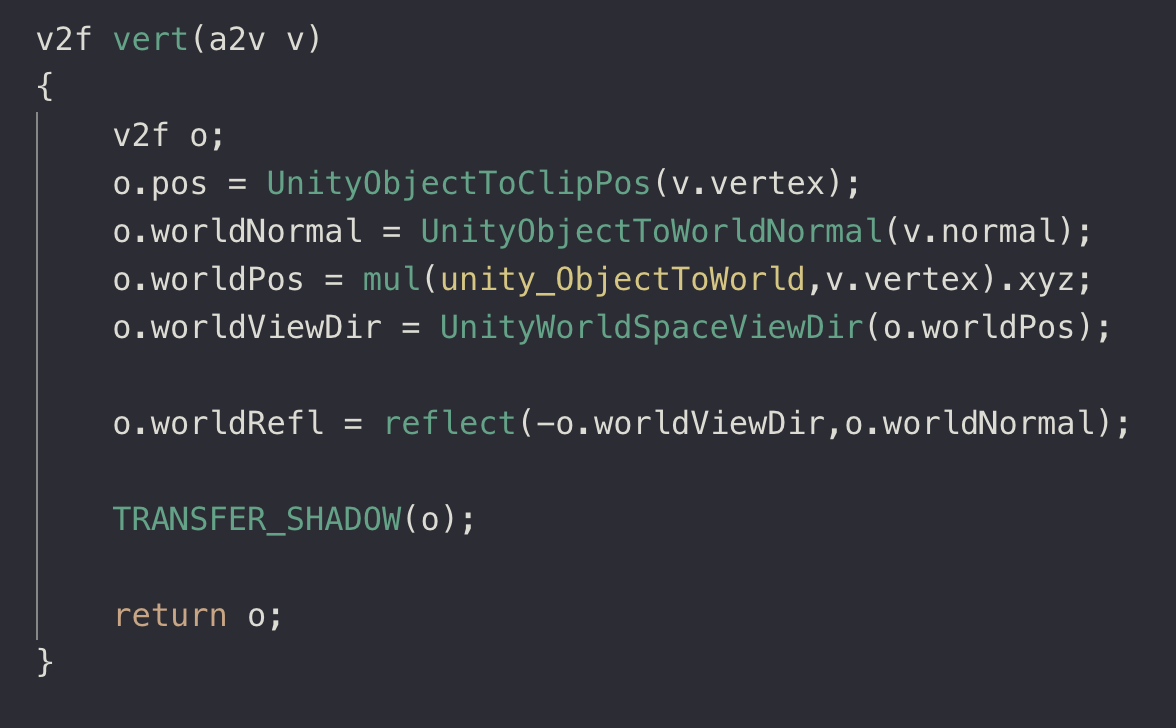 v2f vert(a2v v)
{
    v2f o;
    o.pos = UnityObjectToClipPos(v.vertex);
    o.worldNormal = UnityObjectToWorldNormal(v.normal);
    o.worldPos = mul(unity_ObjectToWorld,v.vertex).xyz;
    o.worldViewDir = UnityWorldSpaceViewDir(o.worldPos);
    o.worldRefl = reflect(-o.worldViewDir,o.worldNormal);
    TRANSFER_SHADOW(o);
    return o;
}